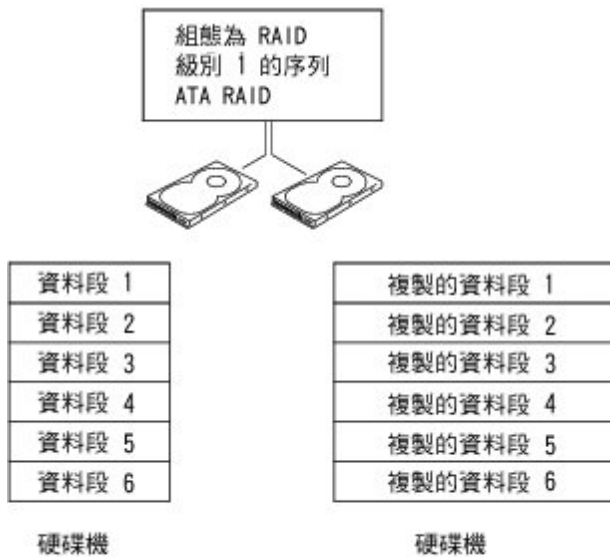 組態為 RAID
級別 1 的序列
ATA RAID
資料段 1
資料段 2
資料段 3
資料段 4
資料段 5
資料段 6
硬碟機
複製的資料段 1
複製的資料段 2
複製的資料段 3
複製的資料段 4
複製的資料段 5
複製的資料段 6
硬碟機